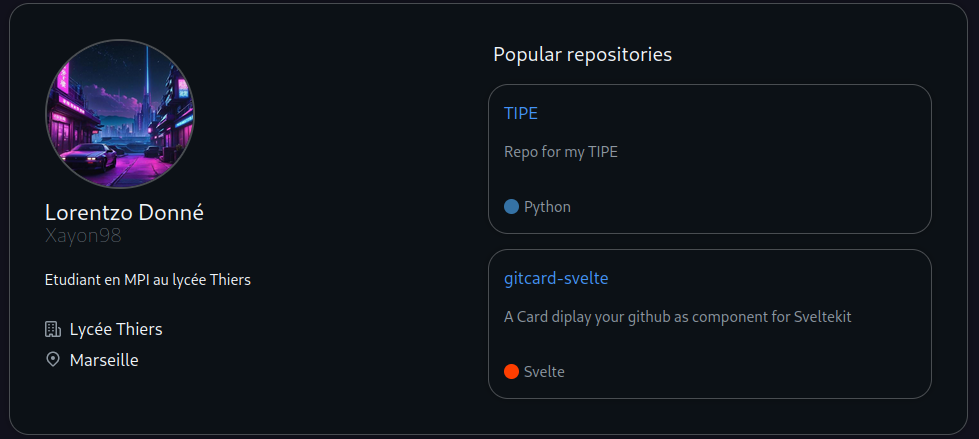 Lorentzo Donné
Xayon98
Etudiant en MPI au lycée Thiers
Lycée Thiers
Marseille
Popular repositories
TIPE
Repo for my TIPE
Python
gitcard-svelte
A Card diplay your github as component for Sveltekit
Svelte